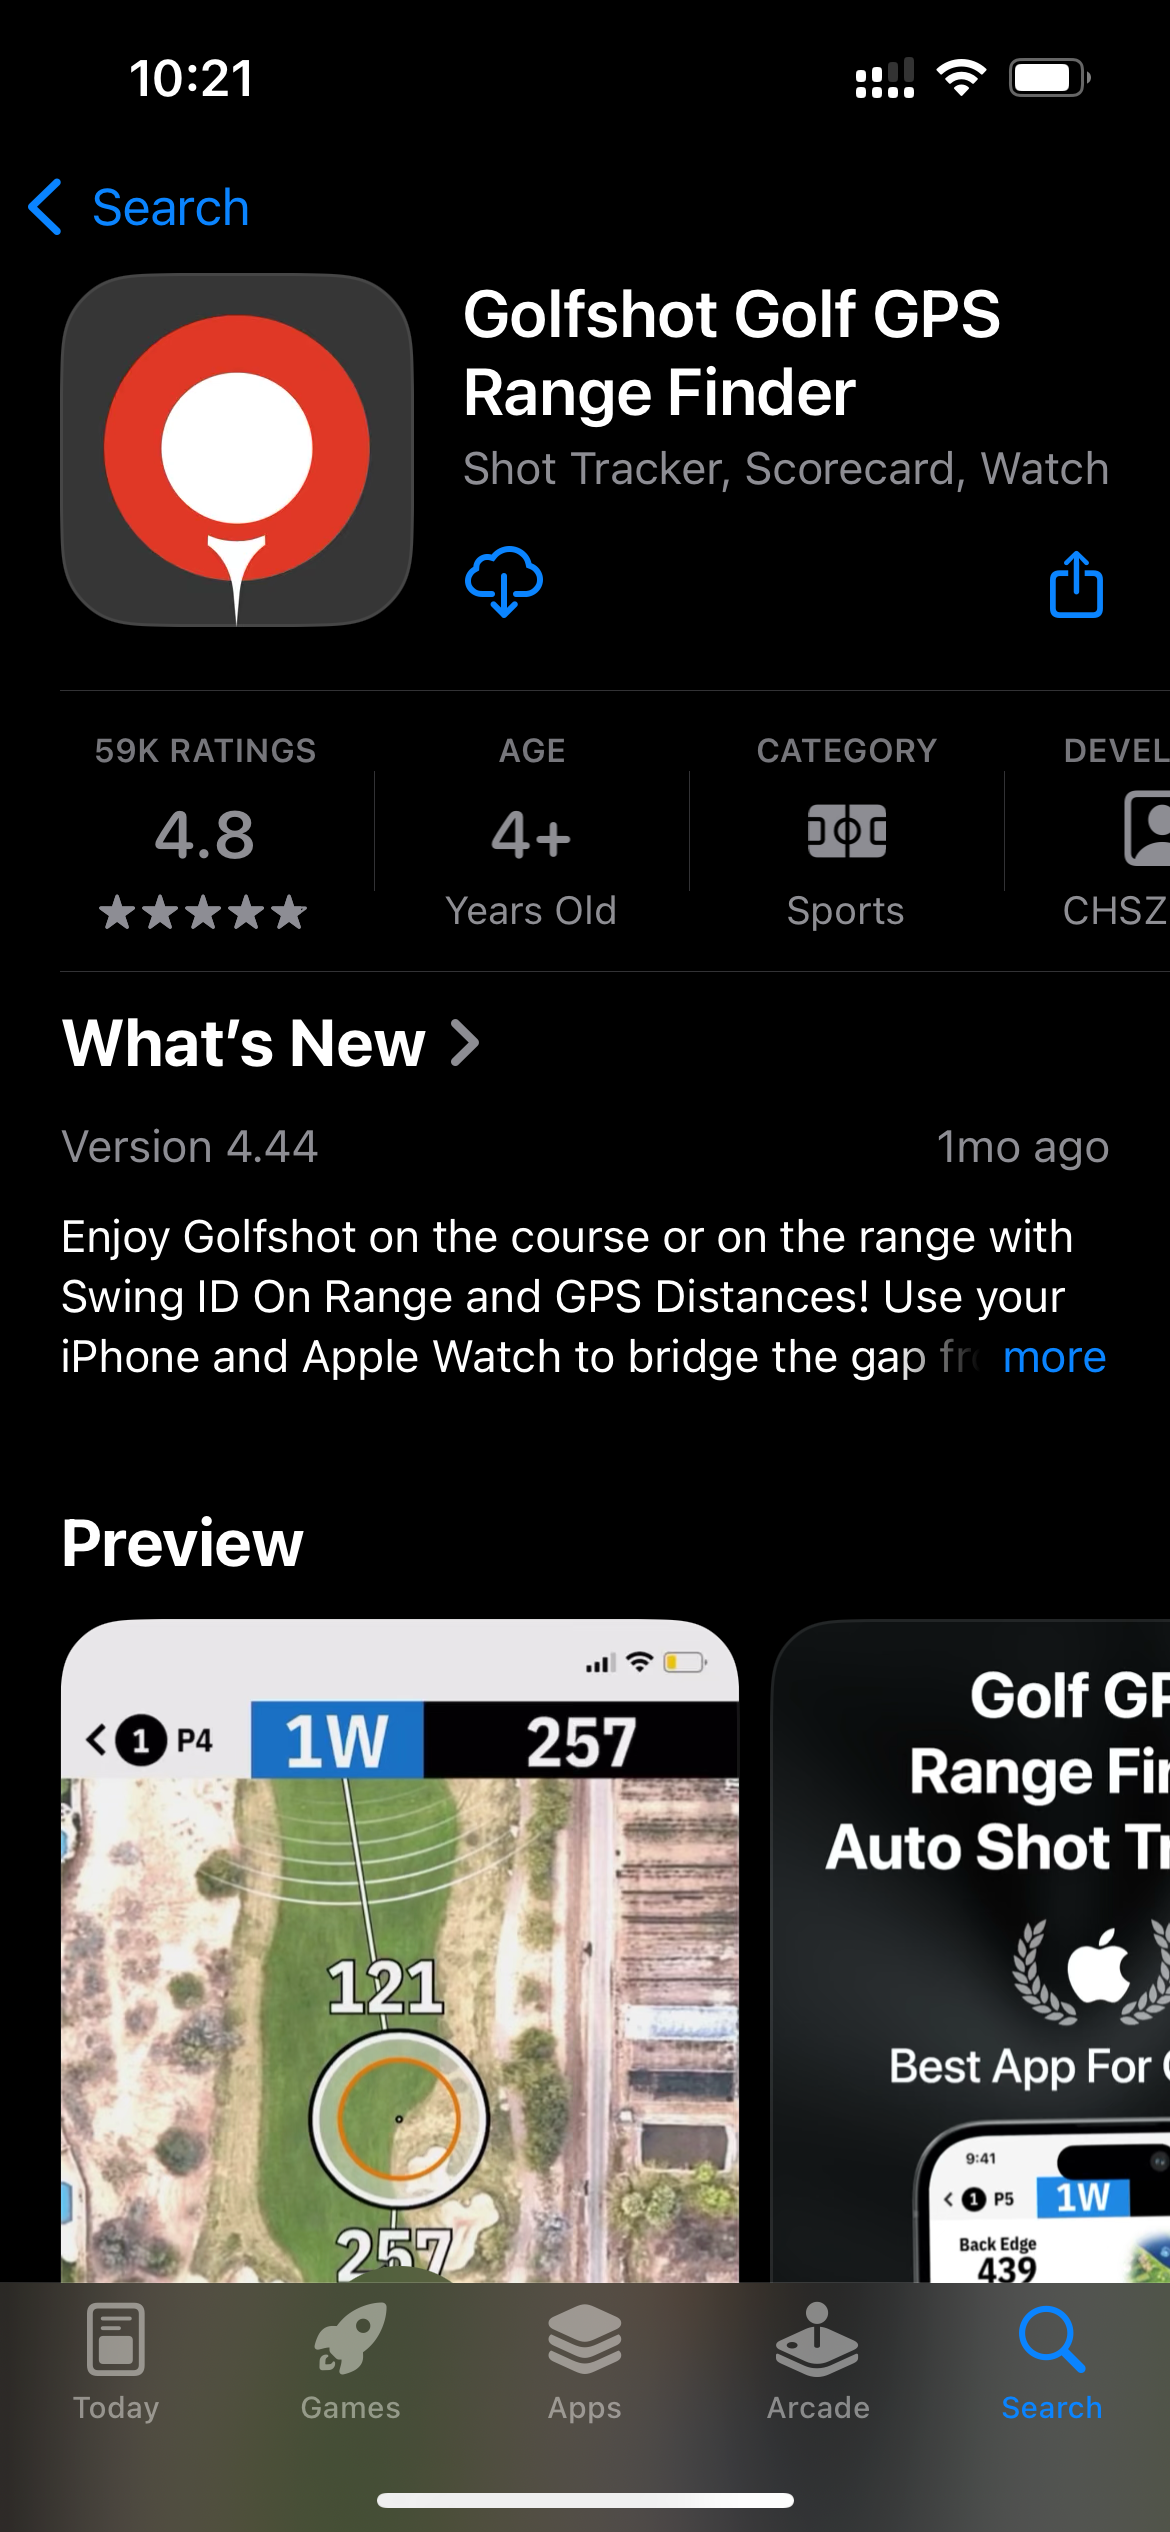 10:21
Search
Golfshot Golf GPS
Range Finder
Shot Tracker, Scorecard, Watch
59K RATINGS
4.8
AGE
4+
Years Old
CATEGORY
Sports
DEVEL
CHSZ
What's New
Version 4.44
1mo ago
Enjoy Golfshot on the course or on the range with
Swing ID On Range and GPS Distances! Use your
iPhone and Apple Watch to bridge the gap more
Preview
1 P4
1W
257
121
257
Golf GP
Range Fin
Auto Shot Tr
Best App For
9:41
1 P5
1W
Back Edge
439
Today
Games
Apps
Arcade
Search